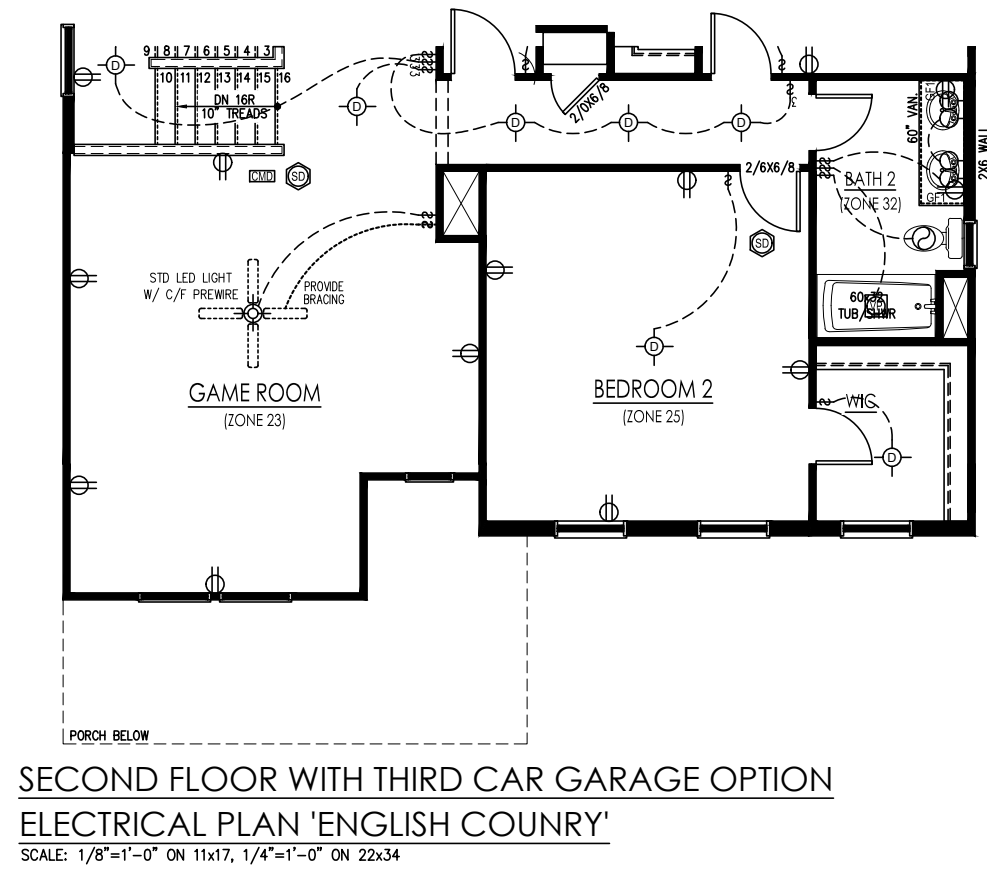 9 8 7 6 5 4 3
10 11 12 13 14 15 16
DN 16R
10" TREADS
D
D
D
D
D
2/0X6/8
60" VAN
GFI
2X6 WALL
CMD
SD
2/6X6/8
BATH 2
(ZONE 32)
GFI
SD
STD LED LIGHT
W/ C/F PREWIRE
PROVIDE
BRACING
60x32
TUB/SHWR
D
GAME ROOM
(ZONE 23)
BEDROOM 2
(ZONE 25)
WIC
D
PORCH BELOW
SECOND FLOOR WITH THIRD CAR GARAGE OPTION
ELECTRICAL PLAN 'ENGLISH COUNRY'
SCALE: 1/8"=1'-0" ON 11x17, 1/4"=1'-0" ON 22x34